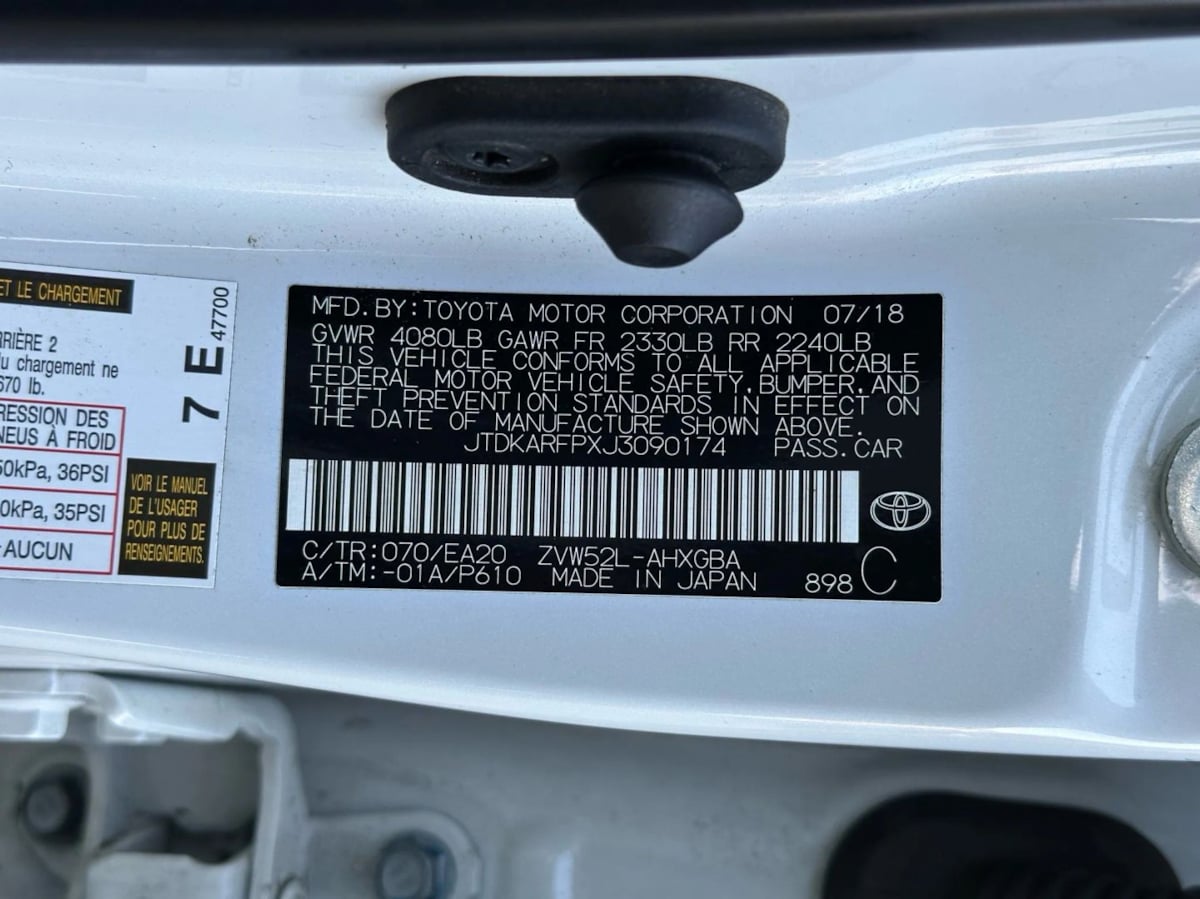 ET LE CHARGEMENT
RRIÈRE 2
du chargement ne
670 lb.
RESSION DES
NEUS À FROID
50kPa, 36PSI
0kPa, 35PSI
AUCUN
7 E 47700
VOIR LE MANUEL
DE L'USAGER
POUR PLUS DE
RENSEIGNEMENTS.
MFD.BY:TOYOTA MOTOR CORPORATION 07/18
GVWR 4080LB GAWR FR 2330LB RR 2240LB
THIS VEHICLE CONFORMS TO ALL APPLICABLE
FEDERAL MOTOR VEHICLE SAFETY,BUMPER,AND
THEFT PREVENTION STANDARDS IN EFFECT ON
THE DATE OF MANUFACTURE SHOWN ABOVE.
JTDKARFPXJ3090174 PASS.CAR
C/TR:070/EA20 ZVW52L-AHXGBA
A/TM:-01A/P610 MADE IN JAPAN 898 C